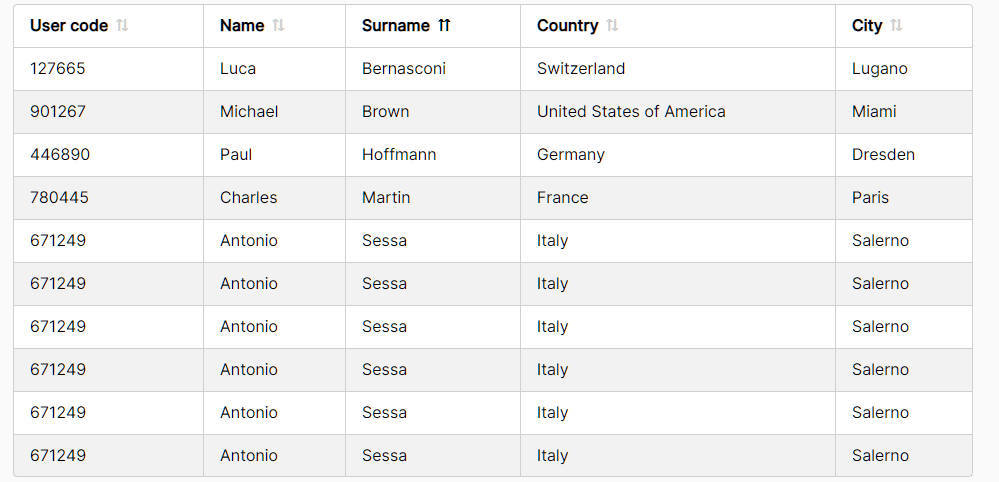 User code Name Surname Country City
127665 Luca Bernasconi Switzerland Lugano
901267 Michael Brown United States of America Miami
446890 Paul Hoffmann Germany Dresden
780445 Charles Martin France Paris
671249 Antonio Sessa Italy Salerno
671249 Antonio Sessa Italy Salerno
671249 Antonio Sessa Italy Salerno
671249 Antonio Sessa Italy Salerno
671249 Antonio Sessa Italy Salerno
671249 Antonio Sessa Italy Salerno